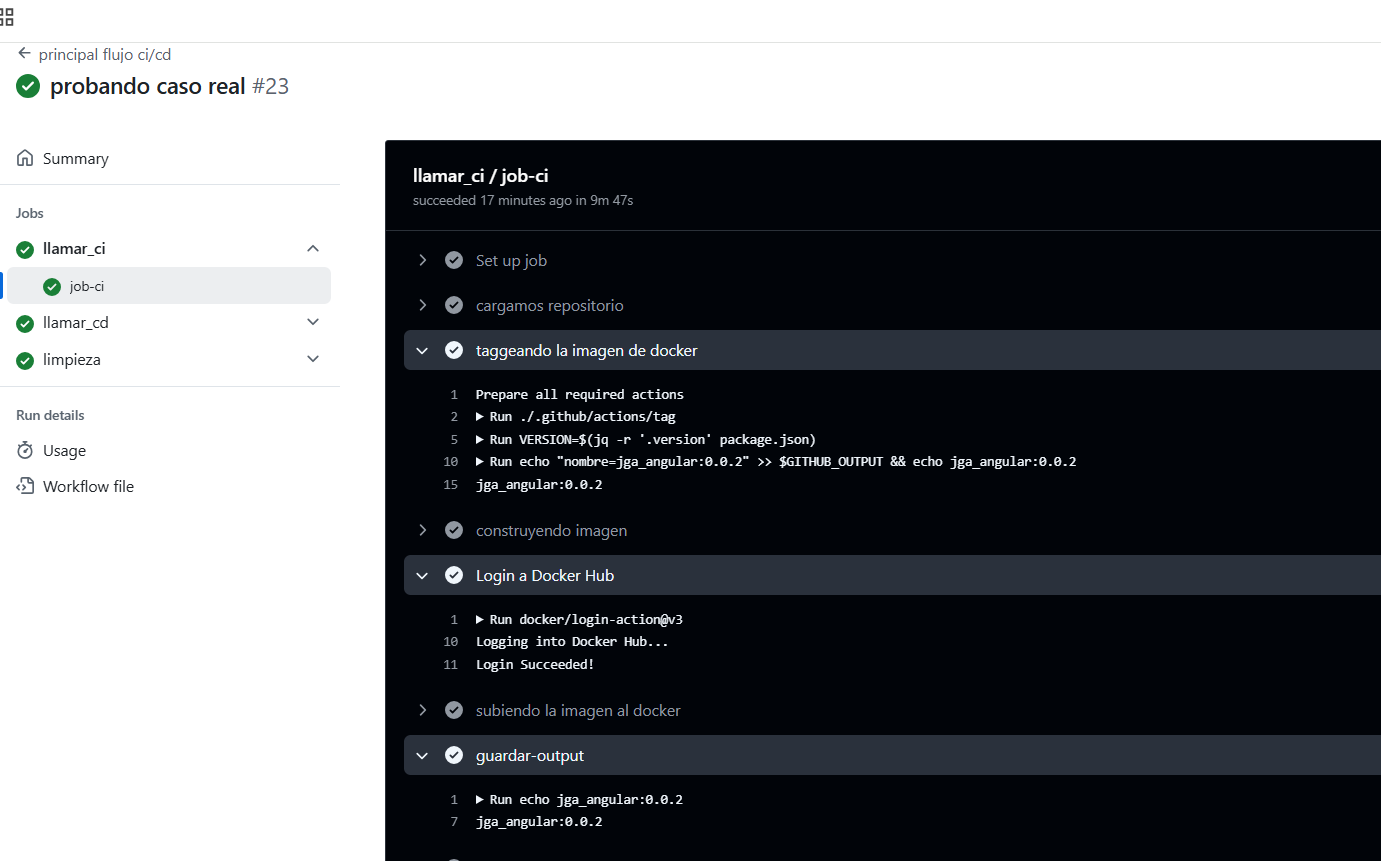 principal flujo ci/cd
probando caso real #23
Summary
Jobs
llamar_ci
job-ci
llamar_cd
limpieza
Run details
Usage
Workflow file
llamar_ci / job-ci
succeeded 17 minutes ago in 9m 47s
Set up job
cargamos repositorio
taggeando la imagen de docker
1 Prepare all required actions
2 Run ./.github/actions/tag
5 Run VERSION=$(jq -r '.version' package.json)
10 Run echo "nombre=jga_angular:0.0.2" >> $GITHUB_OUTPUT && echo jga_angular:0.0.2
15 jga_angular:0.0.2
construyendo imagen
Login a Docker Hub
1 Run docker/login-action@v3
10 Logging into Docker Hub...
11 Login Succeeded!
subiendo la imagen al docker
guardar-output
1 Run echo jga_angular:0.0.2
7 jga_angular:0.0.2